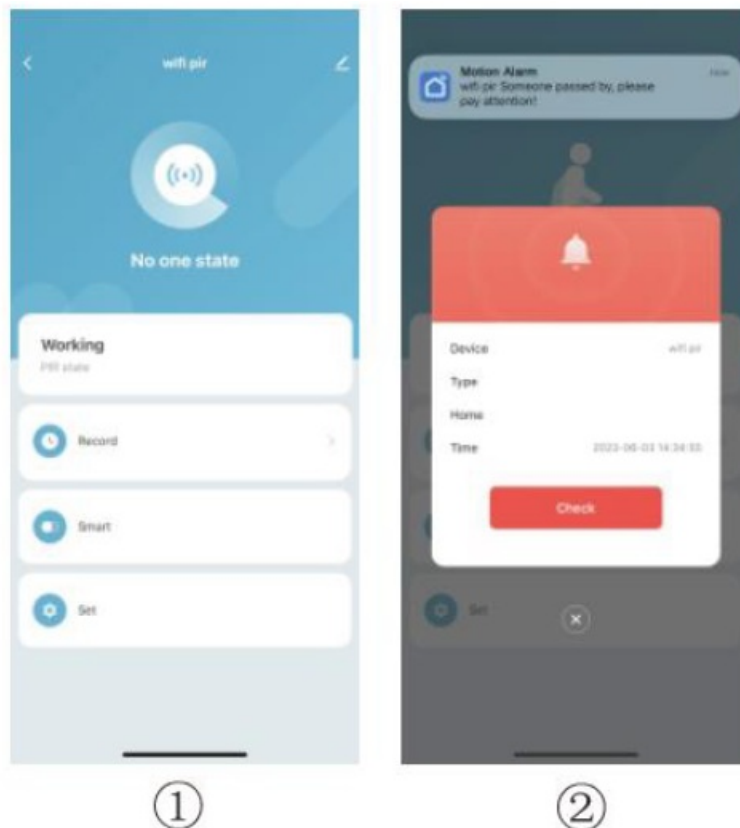 wifi pir
No one state
Working
PIR state
Record
Smart
Set
①
Motion Alarm
now
wifi pir Someone passed by, please
pay attention!
Device
wifi pir
Type
Home
Time
2023-06-03 14:34:55
Check
Set
②